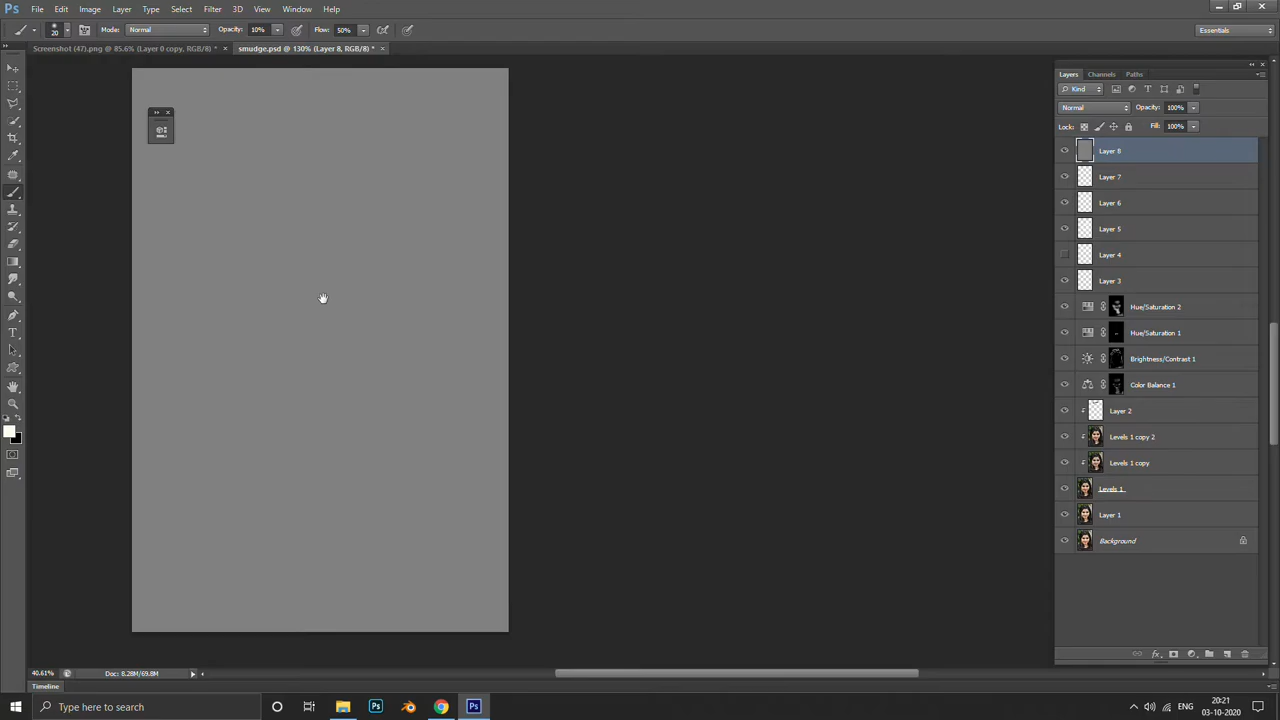 Ps File Edit Image Layer Type Select Filter 3D View Window Help
20 Mode: Normal Opacity: 10% Flow: 50% Essentials
Screenshot (47).png @ 85.6% (Layer 0 copy, RGB/8) * × smudge.psd @ 130% (Layer 8, RGB/8) * ×
Layers Channels Paths
Kind
Normal Opacity: 100%
Lock: Fill: 100%
Layer 8
Layer 7
Layer 6
Layer 5
Layer 4
Layer 3
Hue/Saturation 2
Hue/Saturation 1
Brightness/Contrast 1
Color Balance 1
Layer 2
Levels 1 copy 2
Levels 1 copy
Levels 1
Layer 1
Background
40.61% Doc: 8.28M/69.8M
Timeline
Type here to search Ps Ps 20:21
03-10-2020